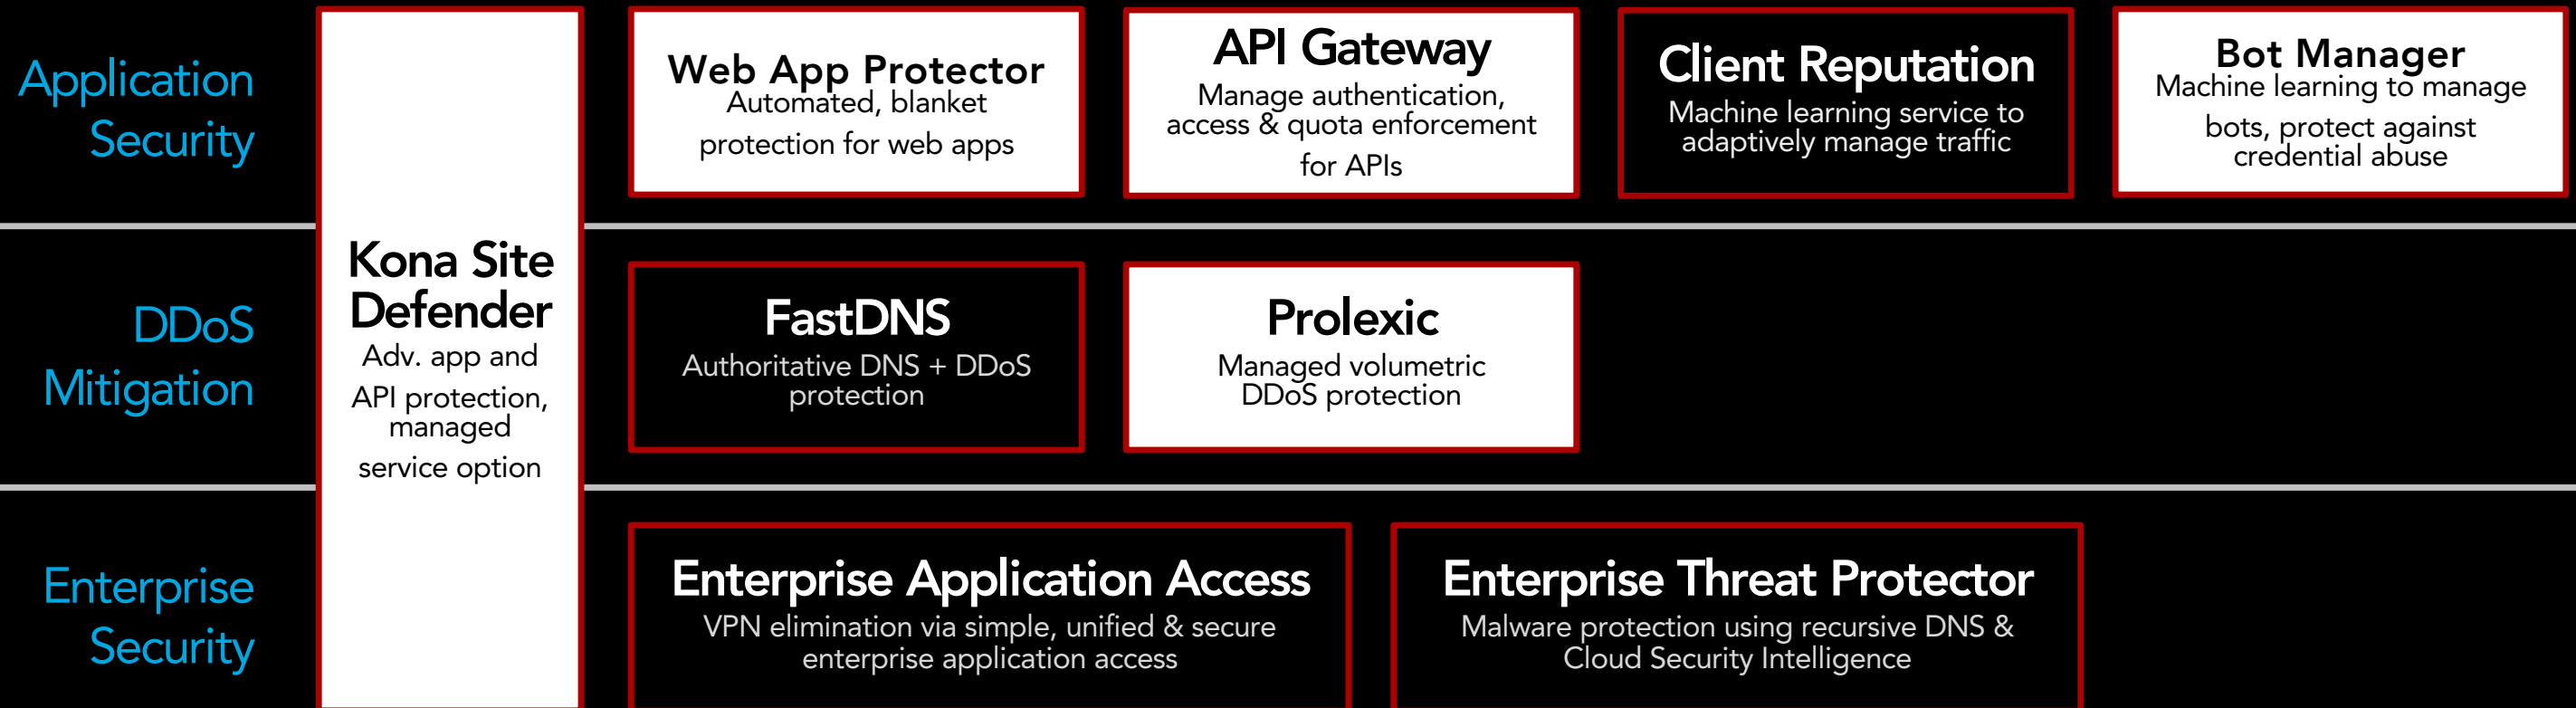 Application
Security
Kona Site
Defender
Adv. app and
API protection,
managed
service option
Web App Protector
Automated, blanket
protection for web apps
API Gateway
Manage authentication,
access & quota enforcement
for APIs
Client Reputation
Machine learning service to
adaptively manage traffic
Bot Manager
Machine learning to manage
bots, protect against
credential abuse
DDoS
Mitigation
FastDNS
Authoritative DNS + DDoS
protection
Prolexic
Managed volumetric
DDoS protection
Enterprise
Security
Enterprise Application Access
VPN elimination via simple, unified & secure
enterprise application access
Enterprise Threat Protector
Malware protection using recursive DNS &
Cloud Security Intelligence